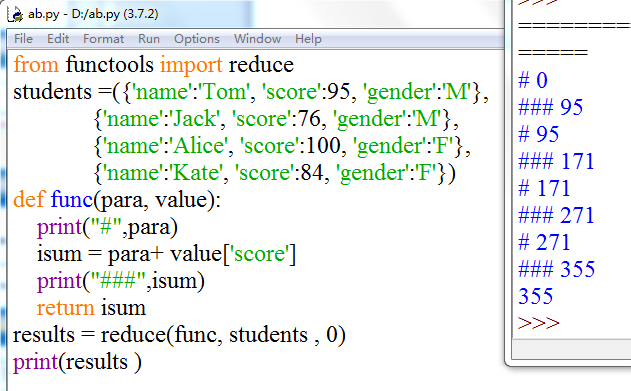 ab.py - D:/ab.py (3.7.2)
File Edit Format Run Options Window Help
from functools import reduce
students =({'name':'Tom', 'score':95, 'gender':'M'},
{'name':'Jack', 'score':76, 'gender':'M'},
{'name':'Alice', 'score':100, 'gender':'F'},
{'name':'Kate', 'score':84, 'gender':'F'})
def func(para, value):
print("#",para)
isum = para+ value['score']
print("###",isum)
return isum
results = reduce(func, students , 0)
print(results )
>>>
=========
=====
# 0
### 95
# 95
### 171
# 171
### 271
# 271
### 355
355
>>>